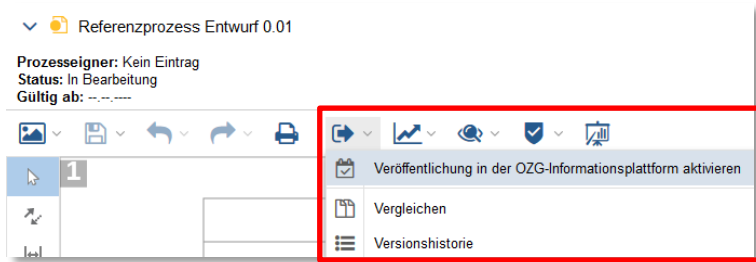 Referenzprozess Entwurf 0.01
Prozesseigner: Kein Eintrag
Status: In Bearbeitung
Gültig ab: --.--.----
1
Veröffentlichung in der OZG-Informationsplattform aktivieren
Vergleichen
Versionshistorie